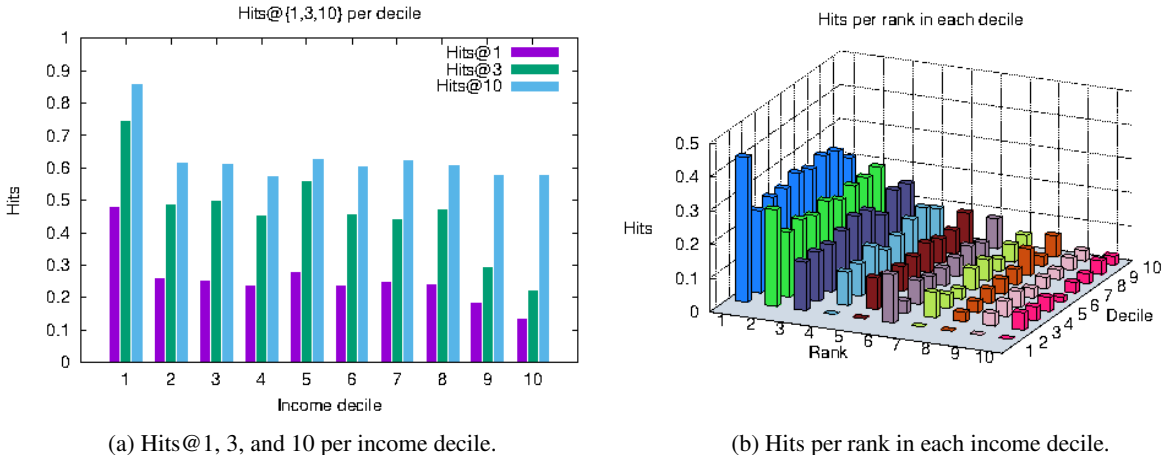 Hits@{1,3,10} per decile
1
0.9
0.8
0.7
0.6
0.5
0.4
0.3
0.2
0.1
0
Hits
Hits@1
Hits@3
Hits@10
1 2 3 4 5 6 7 8 9 10
Income decile
(a) Hits@1, 3, and 10 per income decile.
Hits per rank in each decile
0.5
0.4
0.3
0.2
0.1
0
Hits
1 2 3 4 5 6 7 8 9 10
Rank
1 2 3 4 5 6 7 8 9 10
Decile
(b) Hits per rank in each income decile.